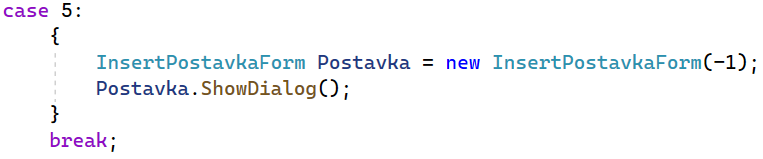 case 5:
{
InsertPostavkaForm Postavka = new InsertPostavkaForm(-1);
Postavka.ShowDialog();
}
break;